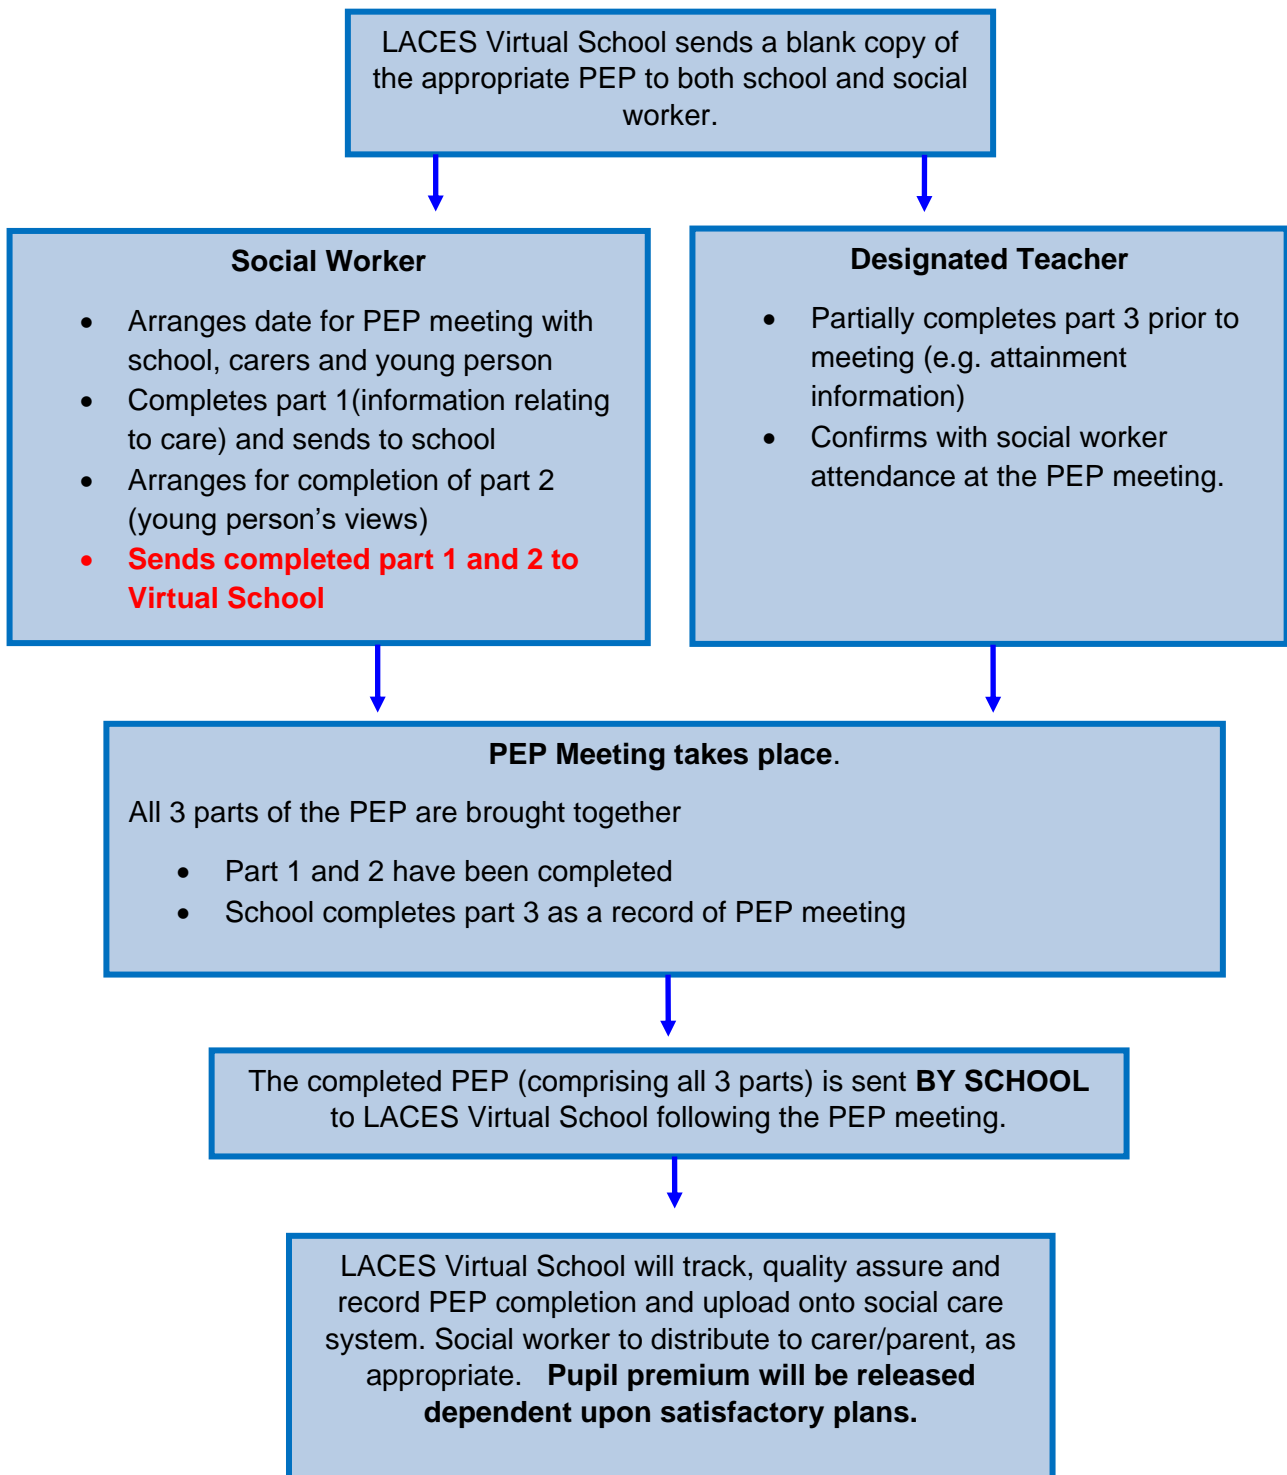 LACES Virtual School sends a blank copy of
the appropriate PEP to both school and social
worker.
Social Worker
• Arranges date for PEP meeting with
school, carers and young person
• Completes part 1(information relating
to care) and sends to school
• Arranges for completion of part 2
(young person’s views)
• Sends completed part 1 and 2 to
Virtual School
Designated Teacher
• Partially completes part 3 prior to
meeting (e.g. attainment
information)
• Confirms with social worker
attendance at the PEP meeting.
PEP Meeting takes place.
All 3 parts of the PEP are brought together
• Part 1 and 2 have been completed
• School completes part 3 as a record of PEP meeting
The completed PEP (comprising all 3 parts) is sent BY SCHOOL
to LACES Virtual School following the PEP meeting.
LACES Virtual School will track, quality assure and
record PEP completion and upload onto social care
system. Social worker to distribute to carer/parent, as
appropriate. Pupil premium will be released
dependent upon satisfactory plans.